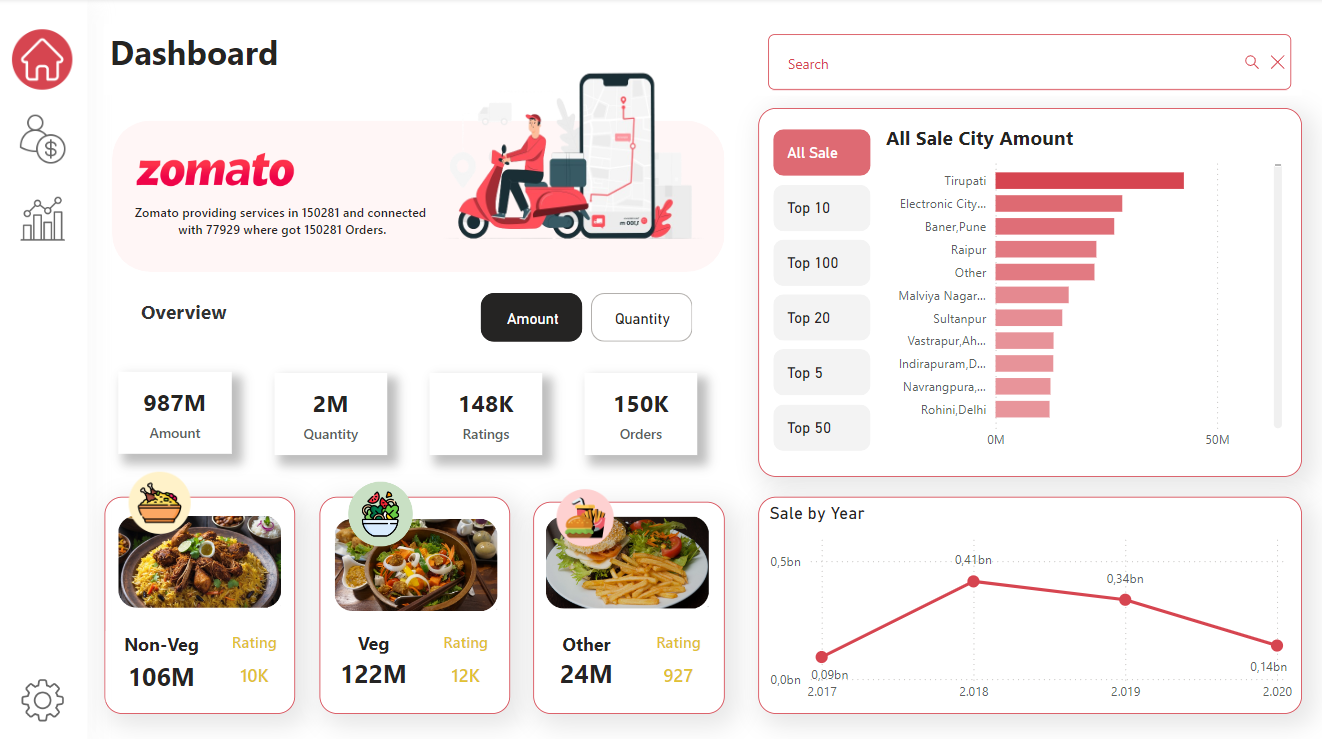 Dashboard
Search
zomato
Zomato providing services in 150281 and connected
with 77929 where got 150281 Orders.
Overview
Amount
Quantity
987M
Amount
2M
Quantity
148K
Ratings
150K
Orders
Non-Veg
106M
Rating
10K
Veg
122M
Rating
12K
Other
24M
Rating
927
All Sale
Top 10
Top 100
Top 20
Top 5
Top 50
All Sale City Amount
Tirupati
Electronic City...
Baner,Pune
Raipur
Other
Malviya Nagar...
Sultanpur
Vastrapur,Ah...
Indirapuram,D...
Navrangpura,...
Rohini,Delhi
0M
50M
Sale by Year
0,5bn
0,0bn
0,09bn
0,41bn
0,34bn
0,14bn
2.017
2.018
2.019
2.020